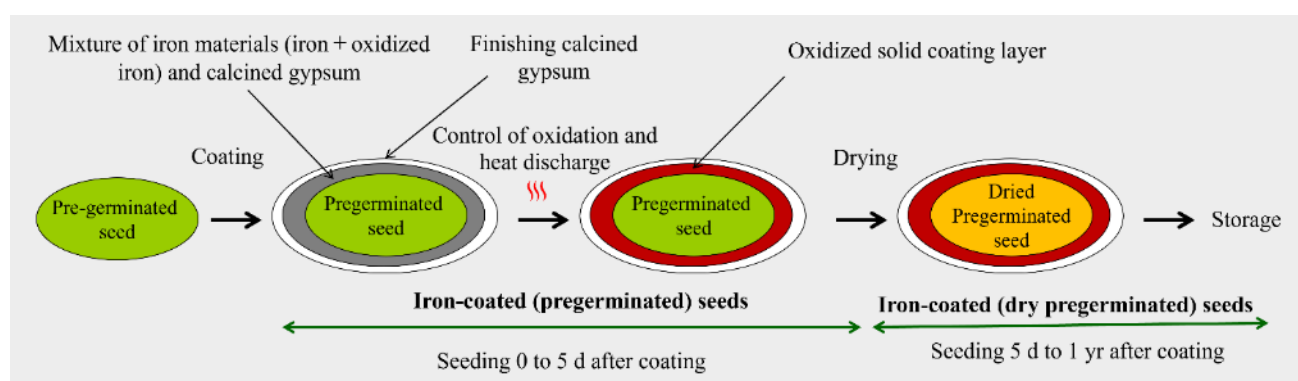 Mixture of iron materials (iron + oxidized
iron) and calcined gypsum
Finishing calcined
gypsum
Oxidized solid coating layer
Coating
Control of oxidation and
heat discharge
Drying
Pre-germinated
seed
Pregerminated
seed
Pregerminated
seed
Dried
Pregerminated
seed
Storage
Iron-coated (pregerminated) seeds
Iron-coated (dry pregerminated) seeds
Seeding 0 to 5 d after coating
Seeding 5 d to 1 yr after coating